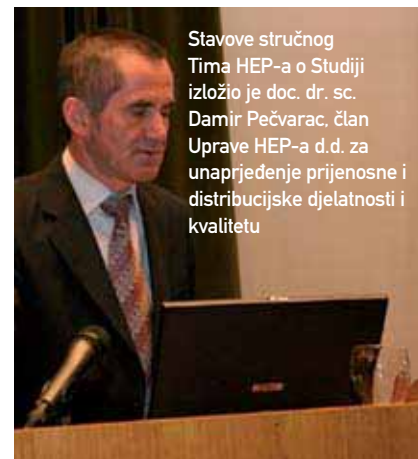 Stavove stručnog
Tima HEP-a o Studiji
izložio je doc. dr. sc.
Damir Pečvarac, član
Uprave HEP-a d.d. za
unaprjeđenje prijenosne i
distribucijske djelatnosti i
kvalitetu